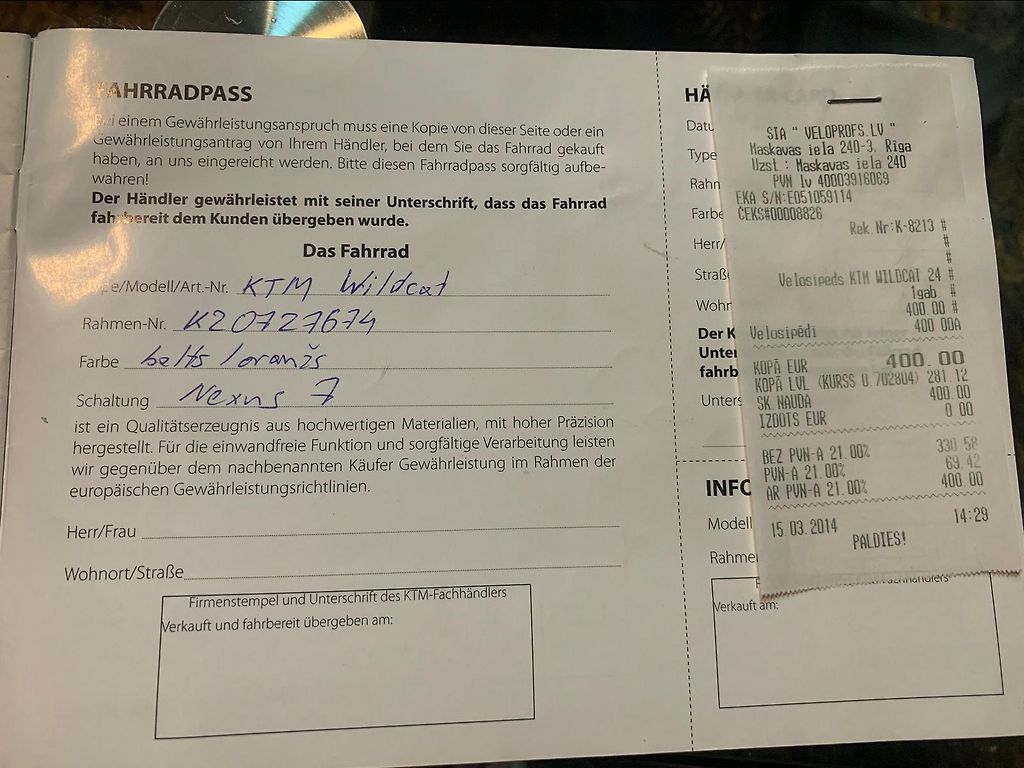 FAHRRADPASS
Bei einem Gewährleistungsanspruch muss eine Kopie von dieser Seite oder ein
Gewährleistungsantrag von Ihrem Händler, bei dem Sie das Fahrrad gekauft
haben, an uns eingereicht werden. Bitte diesen Fahrradpass sorgfältig aufbe-
wahren!
Der Händler gewährleistet mit seiner Unterschrift, dass das Fahrrad
fahrbereit dem Kunden übergeben wurde.
Das Fahrrad
Type/Modell/Art.-Nr. KTM Wildcat
Rahmen-Nr. K20727674
Farbe balts / oranžs
Schaltung Nexus 7
ist ein Qualitätserzeugnis aus hochwertigen Materialien, mit hoher Präzision
hergestellt. Für die einwandfreie Funktion und sorgfältige Verarbeitung leisten
wir gegenüber dem nachbenannten Käufer Gewährleistung im Rahmen der
europäischen Gewährleistungsrichtlinien.
Herr/Frau
Wohnort/Straße
Firmenstempel und Unterschrift des KTM-Fachhändlers
Verkauft und fahrbereit übergeben am:
HÄ
Datu
Type
Rahm
Farbe
Herr/
Straß
Wohn
Der K
Unter
fahrb
Unters
INFO
Modell
Rahme
Fachhändlers
Verkauft am:
SIA " VELOPROFS.LV "
Maskavas iela 240-3, Riga
Uzst.: Maskavas iela 240
PVN lv 40003916069
EKA S/N:E051059114
ČEKS#00008826
Rek.Nr:K-8213 #
#
#
Velosipeds KTM WILDCAT 24 #
1gab #
400.00 #
Velosipēdi 400.00A
KOPĀ EUR 400.00
KOPĀ LVL (KURSS 0.702804) 281.12
SK.NAUDA 400.00
IZDOTS EUR 0.00
BEZ PVN-A 21.00% 330.58
PVN-A 21.00% 69.42
AR PVN-A 21.00% 400.00
15.03.2014 14:29
PALDIES!